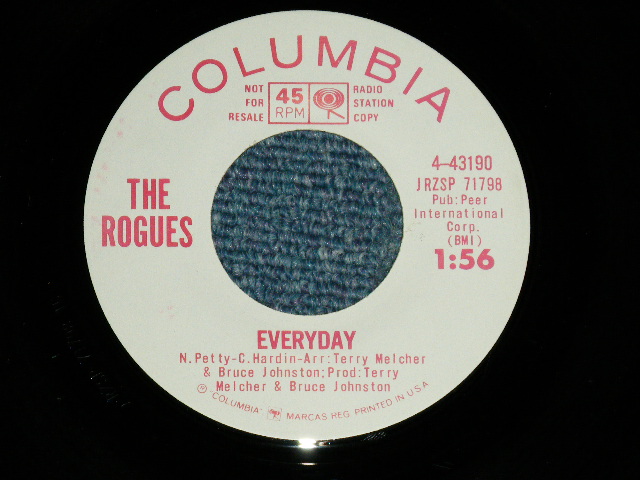 COLUMBIA
NOT FOR RESALE
45 RPM
RADIO STATION COPY
4-43190
JRZSP 71798
Pub:Peer
International
Corp.
(BMI)
1:56
THE
ROGUES
EVERYDAY
N.Petty-C.Hardin-Arr:Terry Melcher
& Bruce Johnston;Prod:Terry
Melcher & Bruce Johnston
"COLUMBIA" MARCAS REG. PRINTED IN U.S.A.